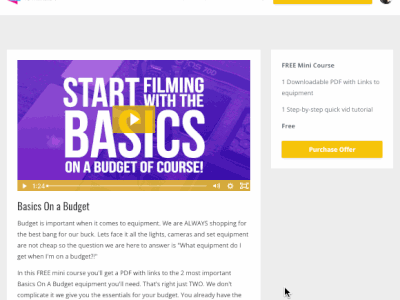 START FILMING
WITH THE
BASICS
ON A BUDGET OF COURSE!
1:24
Basics On a Budget
Budget is important when it comes to equipment. We are ALWAYS shopping for
the best bang for our buck. Lets face it all the lights, cameras and set equipment
are not cheap so the question we are here to answer is "What equipment do I
get when I'm on a budget?!"
In this FREE mini course you'll get a PDF with links to the 2 most important
Basics On A Budget equipment you'll need. That's right just TWO. We don't
complicate it we give you the essentials for your budget. You already have the
FREE Mini Course
1 Downloadable PDF with Links to
equipment
1 Step-by-step quick vid tutorial
Free
Purchase Offer